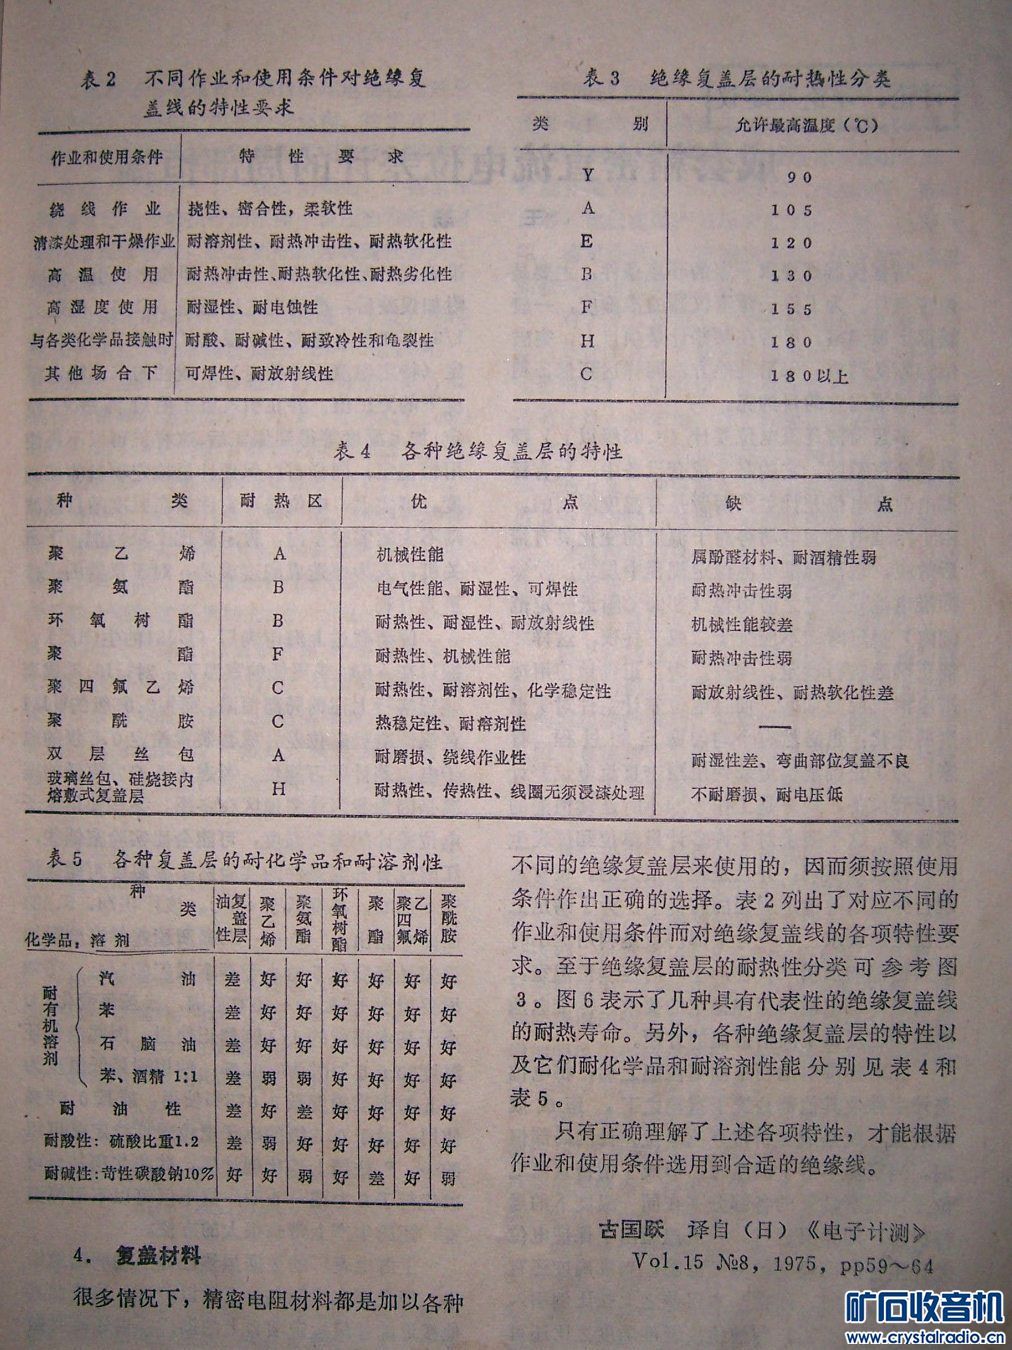 表2 不同作业和使用条件对绝缘复
盖线的特性要求
作业和使用条件 特性要求
绕线作业 挠性、密合性，柔软性
清漆处理和干燥作业 耐溶剂性、耐热冲击性、耐热软化性
高温使用 耐热冲击性、耐热软化性、耐热劣化性
高湿度使用 耐湿性、耐电蚀性
与各类化学品接触时 耐酸、耐碱性、耐致冷性和龟裂性
其他场合下 可焊性、耐放射线性
表3 绝缘复盖层的耐热性分类
类别 允许最高温度（℃）
Y 90
A 105
E 120
B 130
F 155
H 180
C 180以上
表4 各种绝缘复盖层的特性
种类 耐热区 优点 缺点
聚乙烯 A 机械性能 属酚醛材料、耐酒精性弱
聚氨酯 B 电气性能、耐湿性、可焊性 耐热冲击性弱
环氧树酯 B 耐热性、耐湿性、耐放射线性 机械性能较差
聚酯 F 耐热性、机械性能 耐热冲击性弱
聚四氟乙烯 C 耐热性、耐溶剂性、化学稳定性 耐放射线性、耐热软化性差
聚酰胺 C 热稳定性、耐溶剂性 ——
双层丝包 A 耐磨损、绕线作业性 耐湿性差、弯曲部位复盖不良
玻璃丝包、硅烧接内
熔敷式复盖层 H 耐热性、传热性、线圈无须浸漆处理 不耐磨损、耐电压低
表5 各种复盖层的耐化学品和耐溶剂性
种类 油性复盖层 聚乙烯 聚氨酯 环氧树酯 聚酯 聚四氟乙烯 聚酰胺
化学品，溶剂
耐有机溶剂
汽油 差 好 好 好 好 好 好
苯 差 好 好 好 好 好 好
石脑油 差 好 好 好 好 好 好
苯、酒精 1:1 差 弱 弱 好 好 好 好
耐油性 差 好 差 好 好 好 好
耐酸性：硫酸比重1.2 差 弱 好 好 好 好 好
耐碱性：苛性碳酸钠10% 好 好 弱 好 差 好 弱
4. 复盖材料
很多情况下，精密电阻材料都是加以各种
不同的绝缘复盖层来使用的，因而须按照使用
条件作出正确的选择。表2列出了对应不同的
作业和使用条件而对绝缘复盖线的各项特性要
求。至于绝缘复盖层的耐热性分类可参考图
3。图6表示了几种具有代表性的绝缘复盖线
的耐热寿命。另外，各种绝缘复盖层的特性以
及它们耐化学品和耐溶剂性能分别见表4和
表5。
只有正确理解了上述各项特性，才能根据
作业和使用条件选用到合适的绝缘线。
古国跃 译自（日）《电子计测》
Vol.15 №8，1975，pp59～64
矿石收音机
www.crystalradio.cn